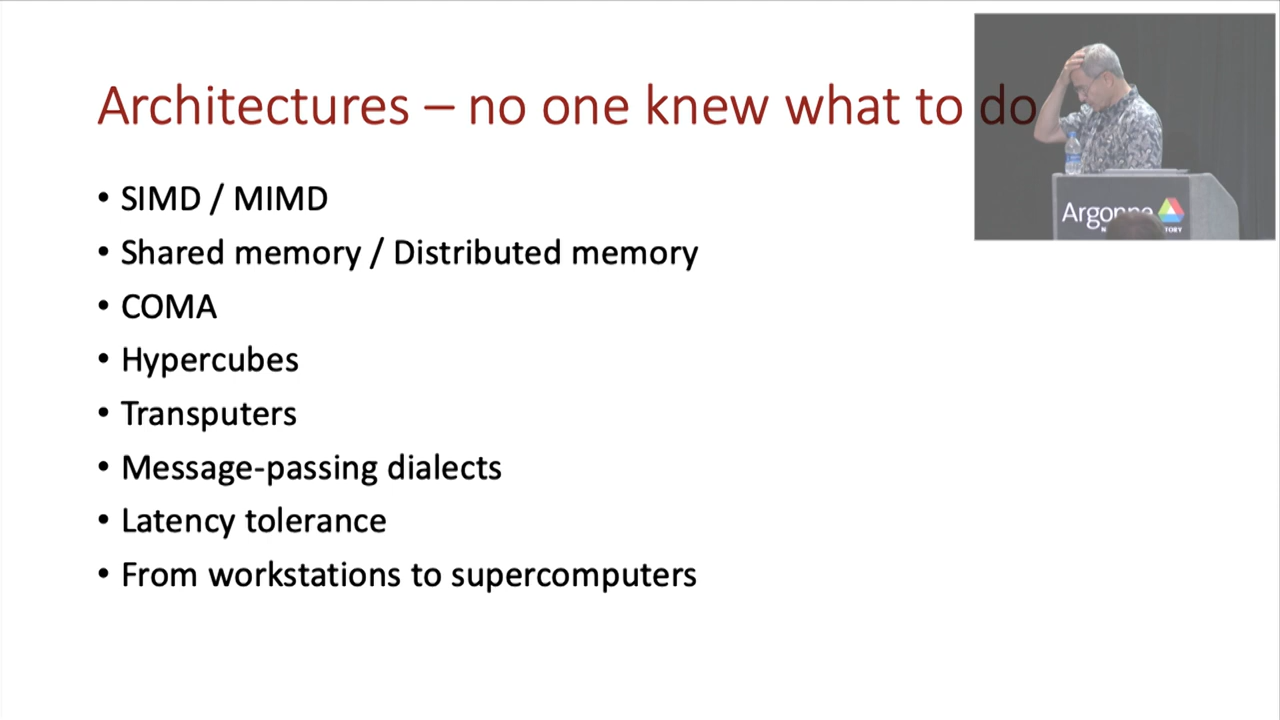 Architectures – no one knew what to do
• SIMD / MIMD
• Shared memory / Distributed memory
• COMA
• Hypercubes
• Transputers
• Message-passing dialects
• Latency tolerance
• From workstations to supercomputers
Argonne